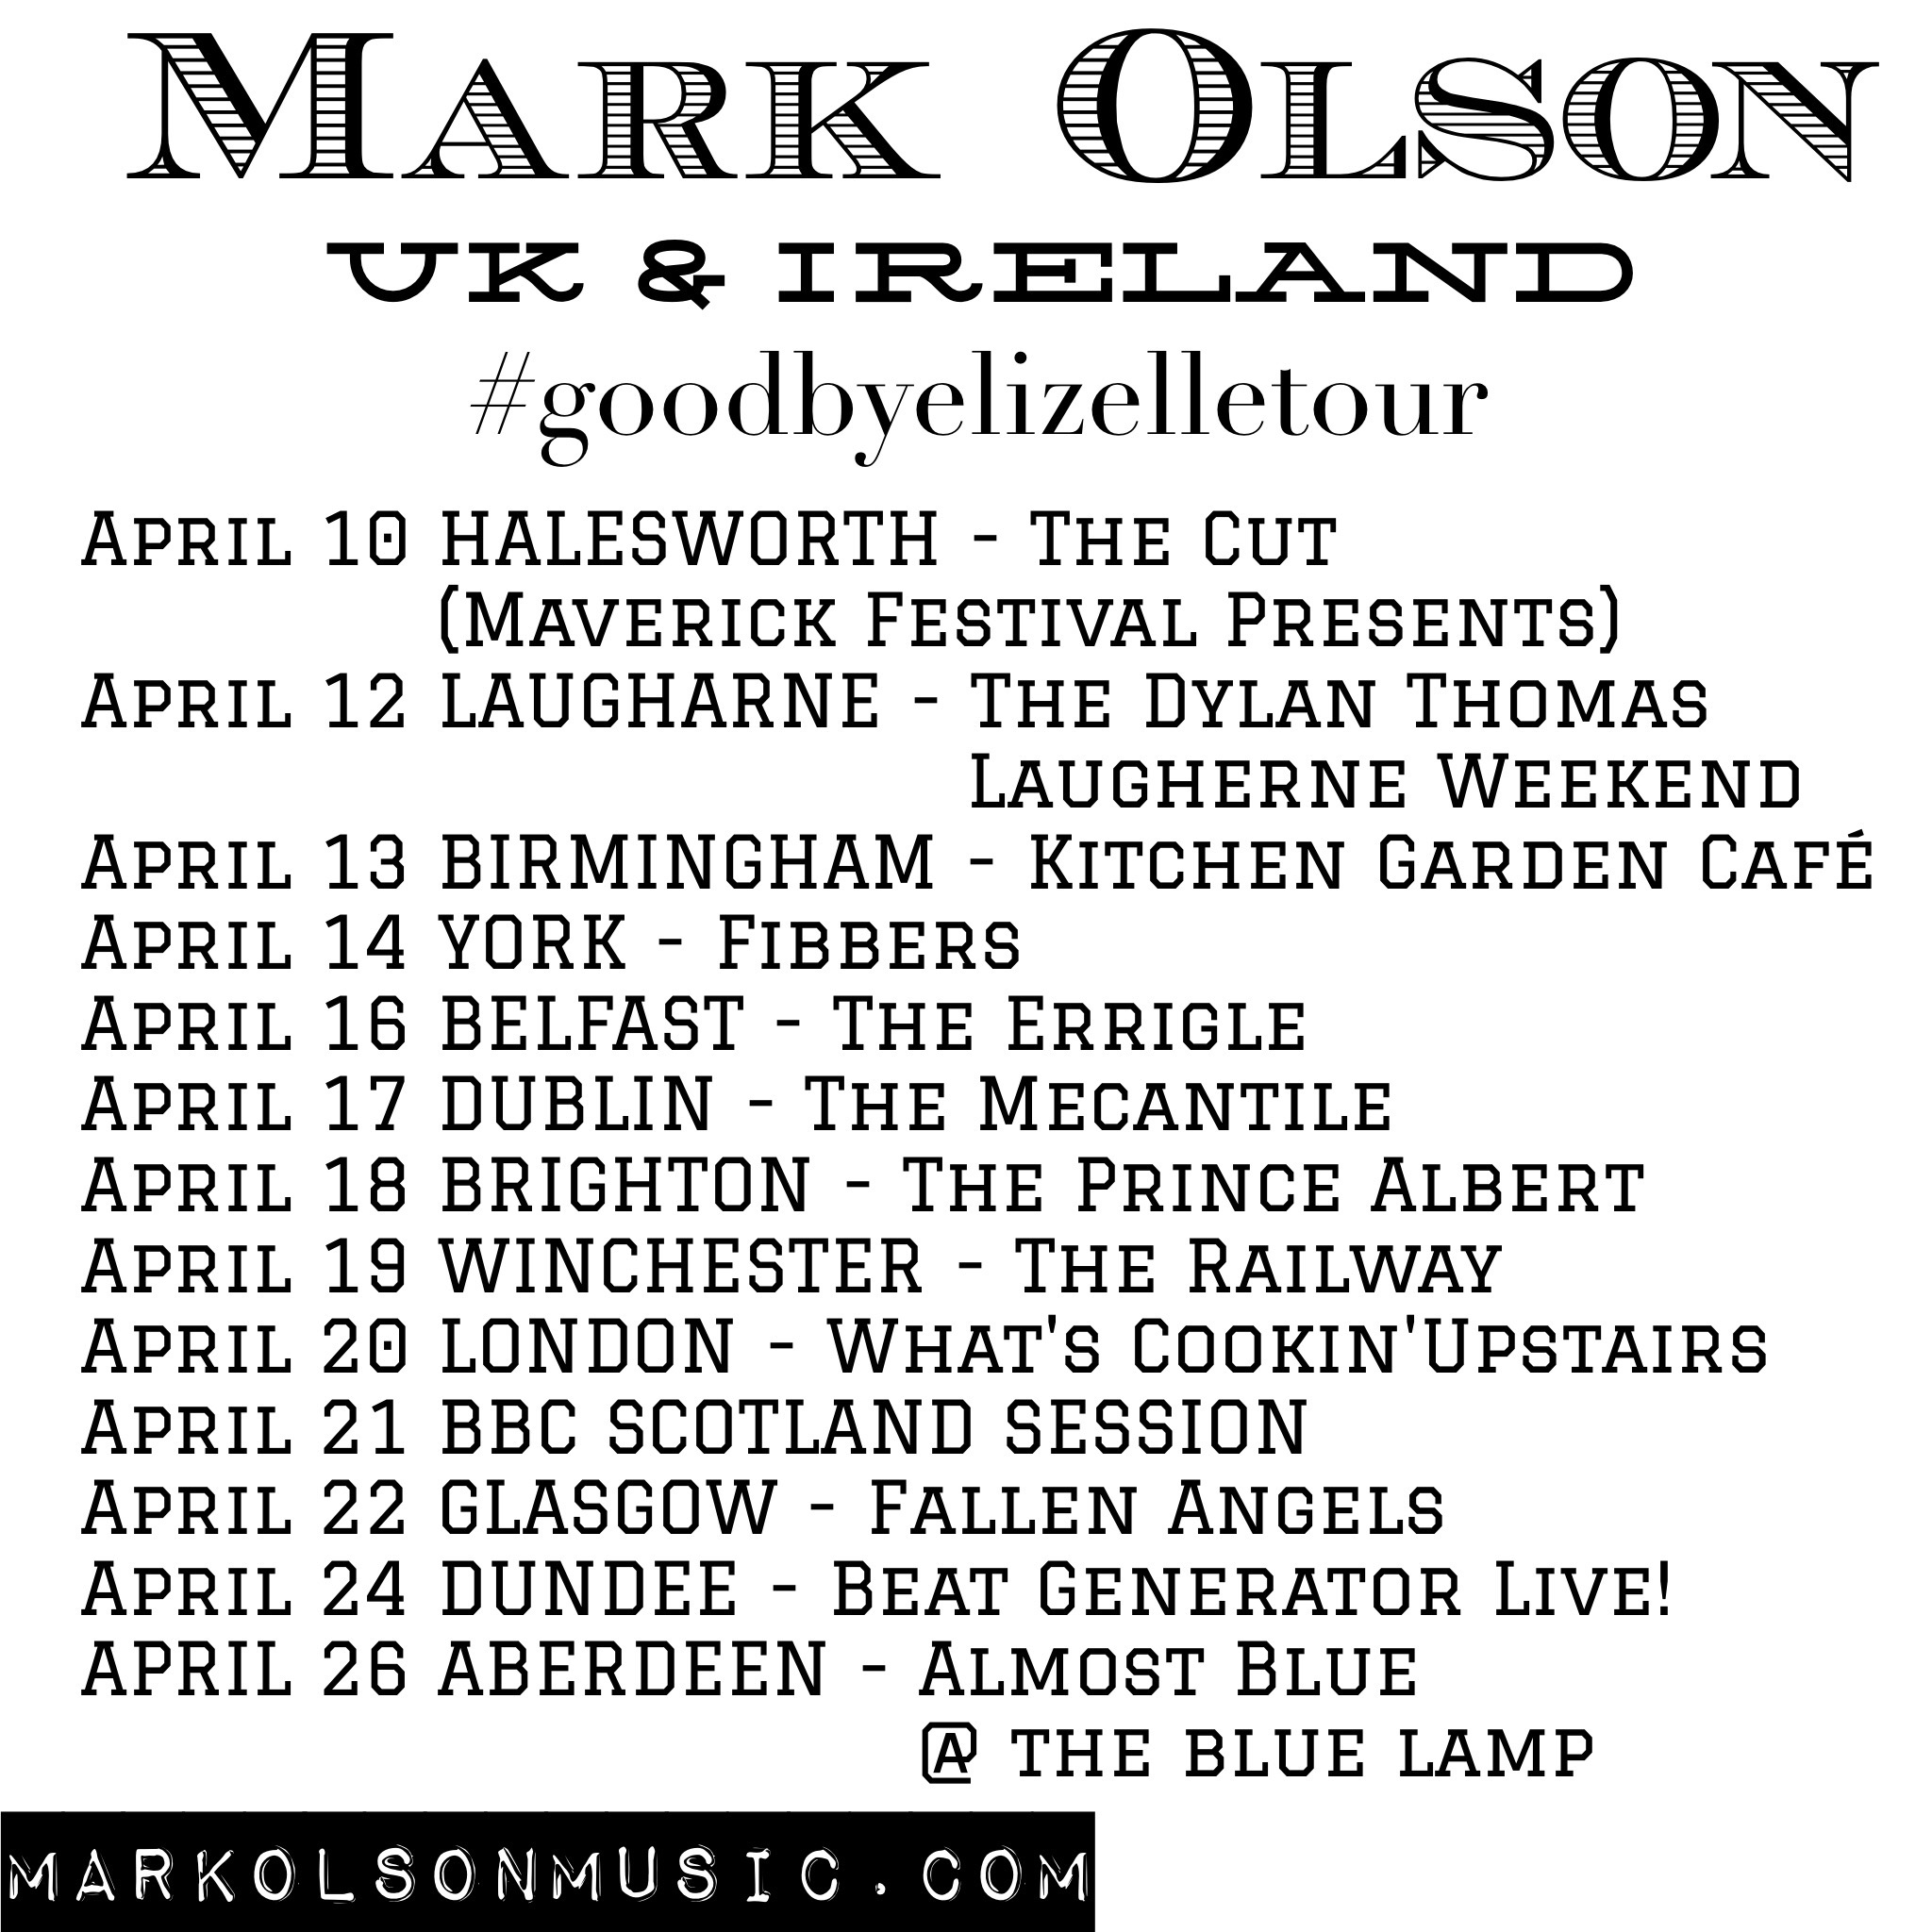 Mark Olson
UK & IRELAND
#goodbyelizelletour
April 10 HALESWORTH - The Cut
(Maverick Festival Presents)
April 12 LAUGHARNE - The Dylan Thomas
Laugherne Weekend
April 13 BIRMINGHAM - Kitchen Garden Café
April 14 YORK - Fibbers
April 16 BELFAST - The Errigle
April 17 DUBLIN - The Mecantile
April 18 BRIGHTON - The Prince Albert
April 19 WINCHESTER - The Railway
April 20 LONDON - What's Cookin'Upstairs
April 21 BBC SCOTLAND SESSION
April 22 GLASGOW - Fallen Angels
April 24 DUNDEE - Beat Generator Live!
April 26 ABERDEEN - Almost Blue
@ the blue lamp
MARKOLSONMUSIC.COM